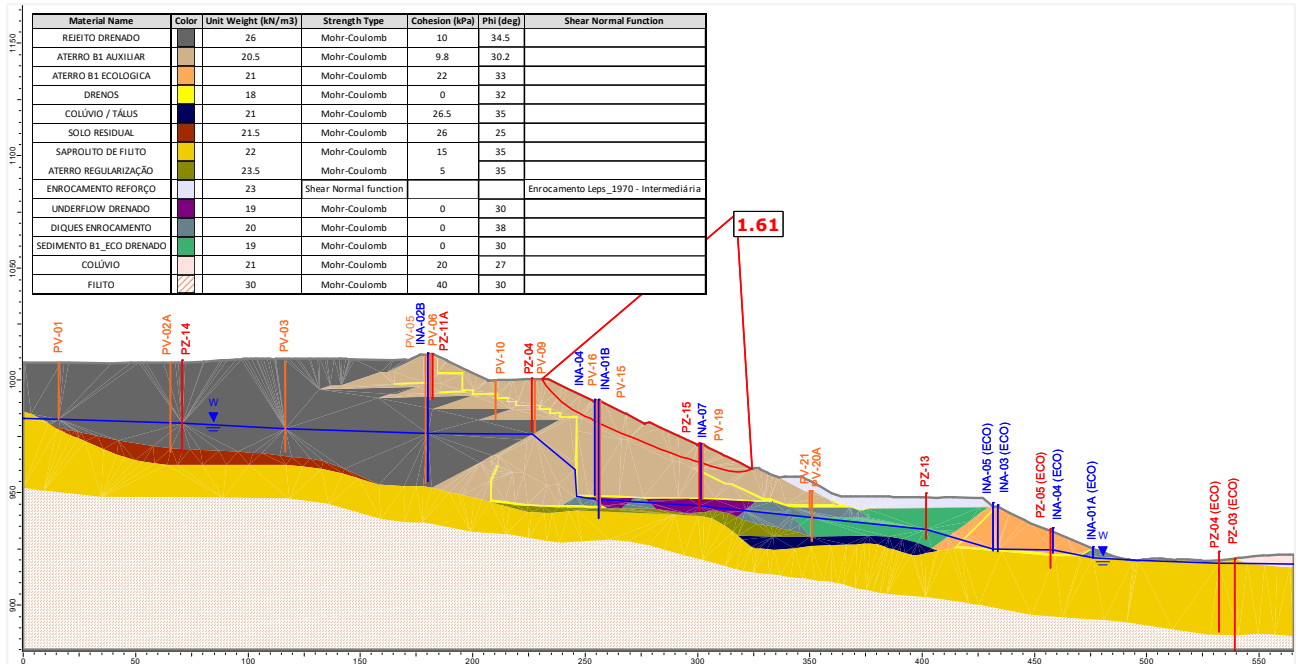 Material Name Color Unit Weight (kN/m3) Strength Type Cohesion (kPa) Phi (deg) Shear Normal Function
REJEITO DRENADO 26 Mohr-Coulomb 10 34.5
ATERRO B1 AUXILIAR 20.5 Mohr-Coulomb 9.8 30.2
ATERRO B1 ECOLOGICA 21 Mohr-Coulomb 22 33
DRENOS 18 Mohr-Coulomb 0 32
COLÚVIO / TÁLUS 21 Mohr-Coulomb 26.5 35
SOLO RESIDUAL 21.5 Mohr-Coulomb 26 25
SAPROLITO DE FILITO 22 Mohr-Coulomb 15 35
ATERRO REGULARIZAÇÃO 23.5 Mohr-Coulomb 5 35
ENROCAMENTO REFORÇO 23 Shear Normal function Enrocamento Leps_1970 - Intermediária
UNDERFLOW DRENADO 19 Mohr-Coulomb 0 30
DIQUES ENROCAMENTO 20 Mohr-Coulomb 0 38
SEDIMENTO B1_ECO DRENADO 19 Mohr-Coulomb 0 30
COLÚVIO 21 Mohr-Coulomb 20 27
FILITO 30 Mohr-Coulomb 40 30
1.61
1150
1100
1050
1000
950
900
PV-01
PV-02A
PZ-14
PV-03
PV-05
INA-02B
PV-06
PZ-11A
PV-10
PZ-04
PV-09
INA-04
PV-16
INA-01B
PV-15
PZ-15
INA-07
PV-19
PV-21
PV-20A
PZ-13
INA-05 (ECO)
INA-03 (ECO)
PZ-05 (ECO)
INA-04 (ECO)
INA-01A (ECO)
PZ-04 (ECO)
PZ-03 (ECO)
W
W
0 50 100 150 200 250 300 350 400 450 500 550